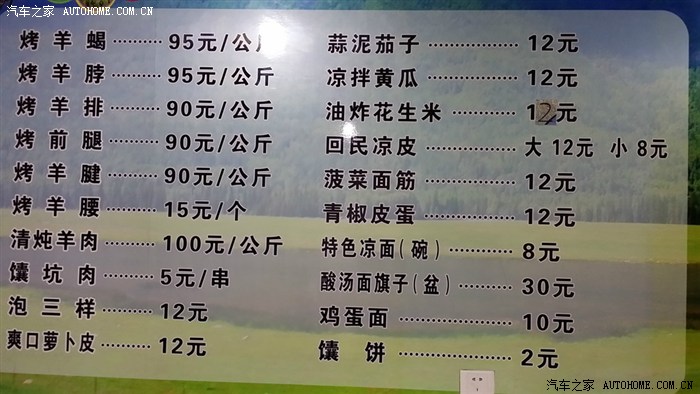 汽车之家 AUTOHOME.COM.CN
烤羊蝎 95元/公斤
烤羊脖 95元/公斤
烤羊排 90元/公斤
烤前腿 90元/公斤
烤羊腱 90元/公斤
烤羊腰 15元/个
清炖羊肉 100元/公斤
馕坑肉 5元/串
泡三样 12元
爽口萝卜皮 12元
蒜泥茄子 12元
凉拌黄瓜 12元
油炸花生米 12元
回民凉皮 大 12元 小 8元
菠菜面筋 12元
青椒皮蛋 12元
特色凉面(碗) 8元
酸汤面旗子(盆) 30元
鸡蛋面 10元
馕饼 2元
汽车之家
AUTOHOME.COM.CN